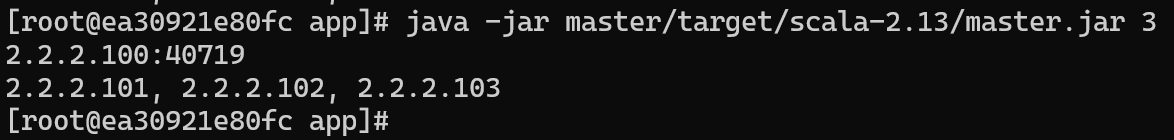 [root@ea30921e80fc app]# java -jar master/target/scala-2.13/master.jar 3
2.2.2.100:40719
2.2.2.101, 2.2.2.102, 2.2.2.103
[root@ea30921e80fc app]#